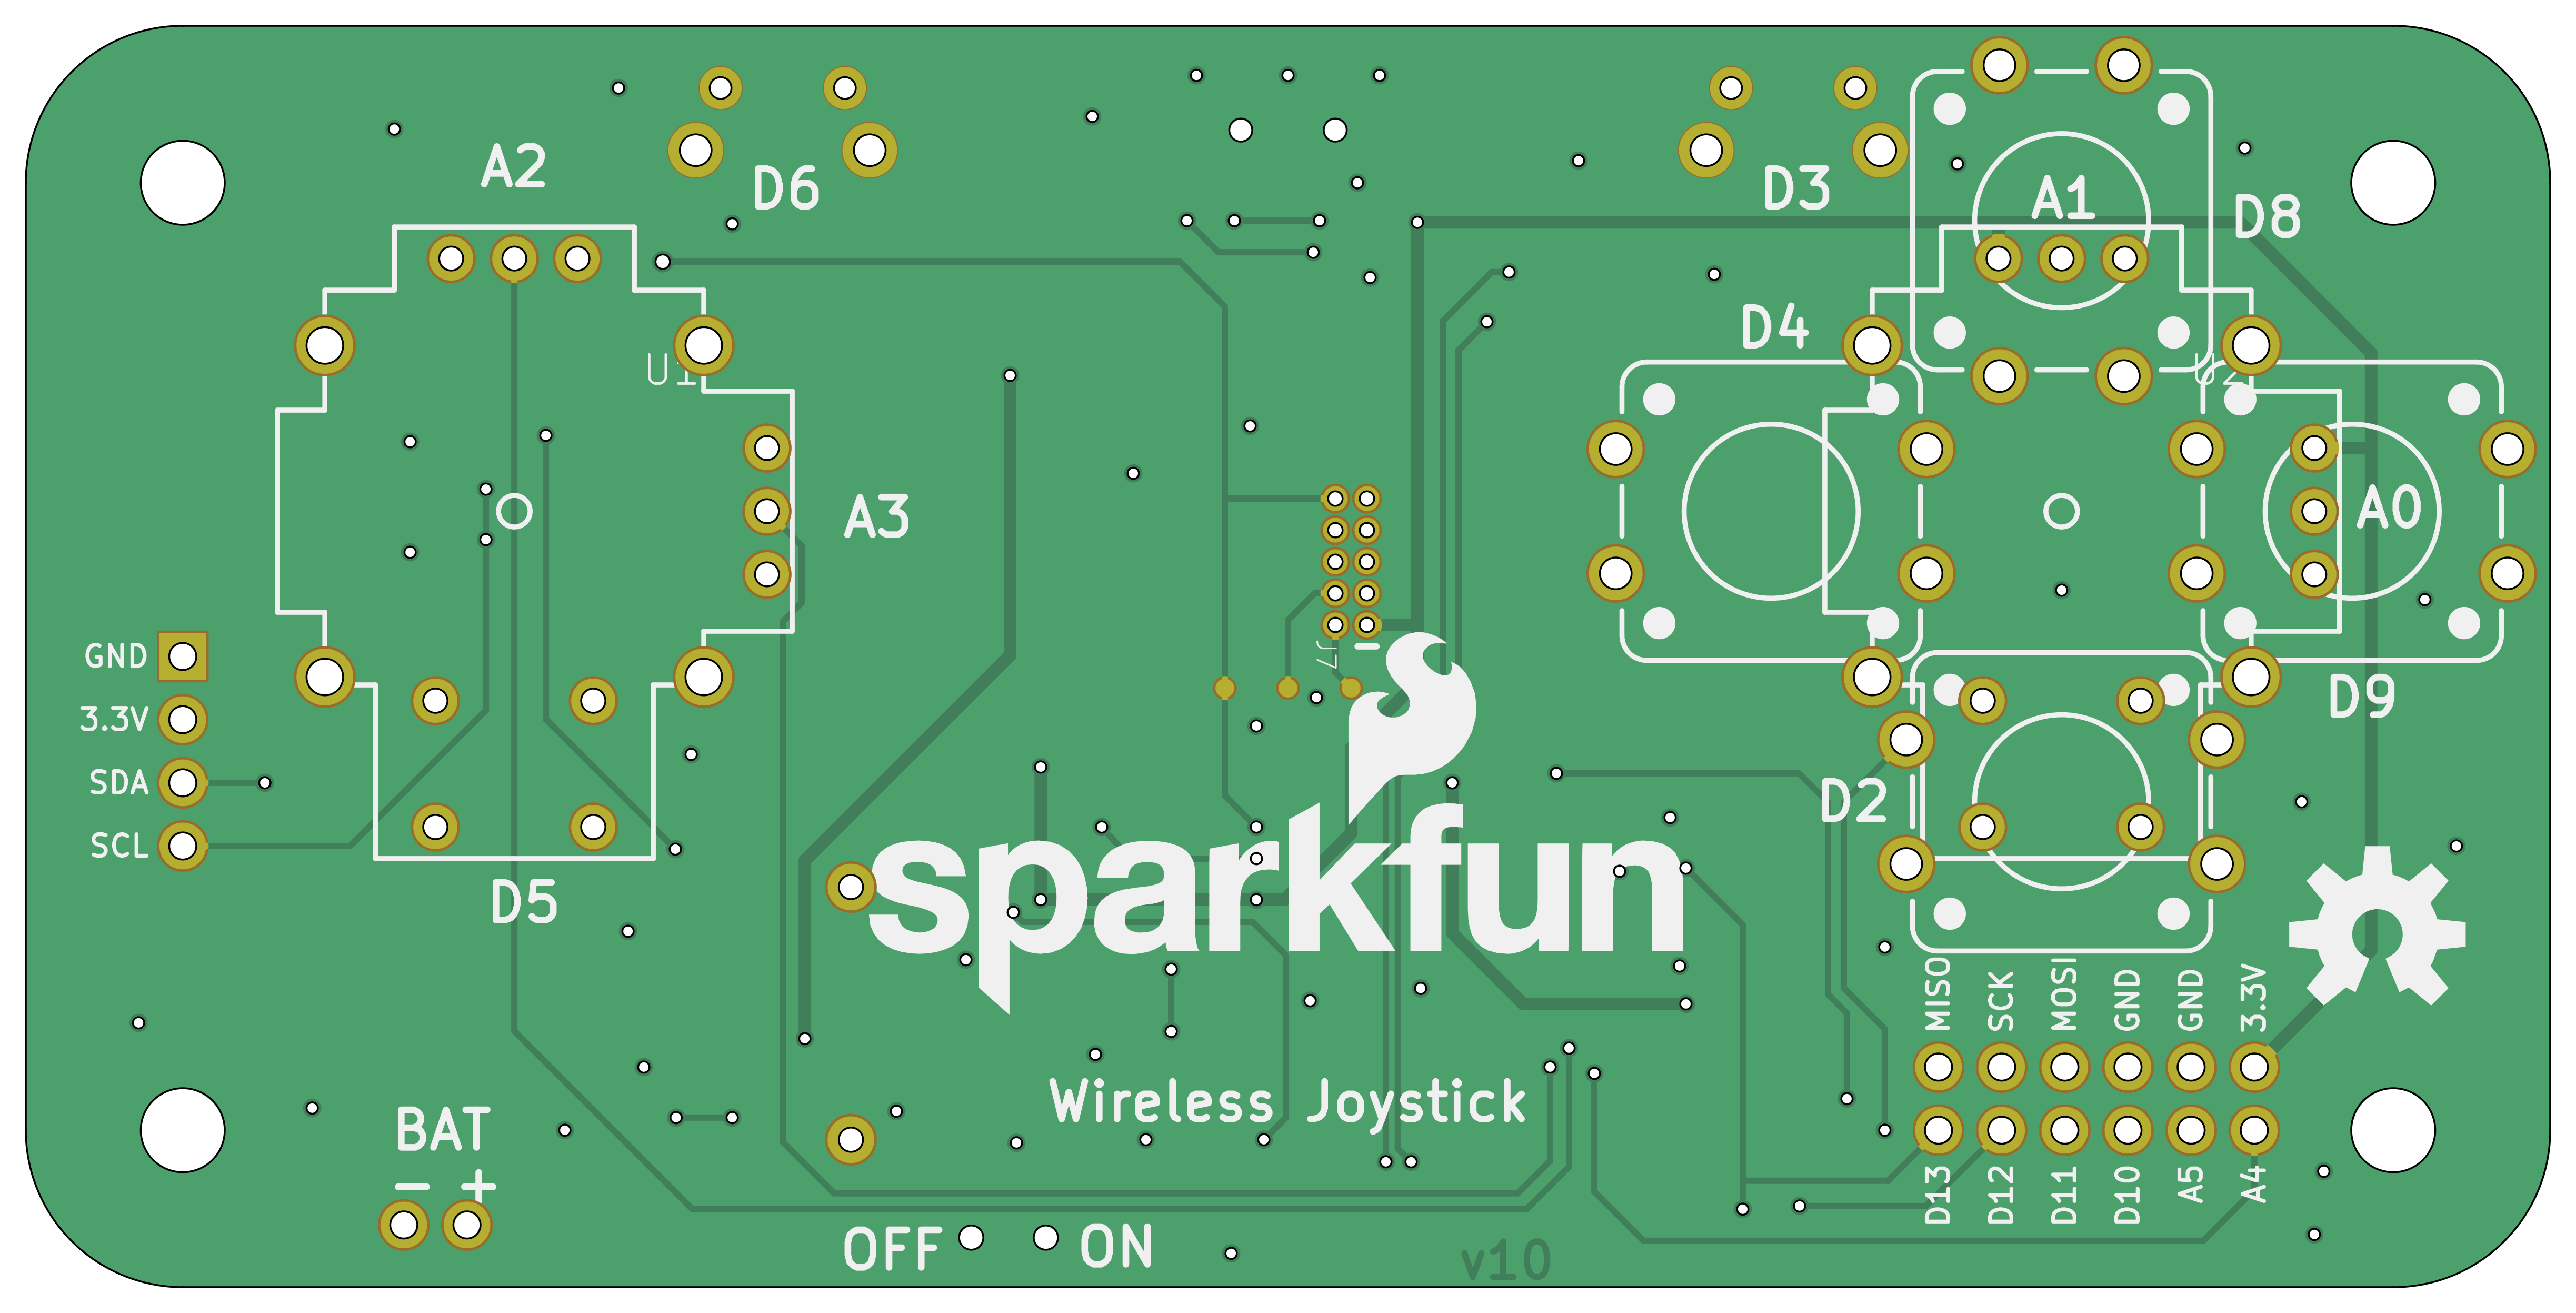 A2
D6
D3
A1
D8
D4
U1
U2
A3
A0
GND
3.3V
SDA
SCL
D9
D2
sparkfun
D5
MISO
SCK
MOSI
GND
GND
3.3V
Wireless Joystick
BAT
- +
D13
D12
D11
D10
A5
A4
OFF
ON
v10